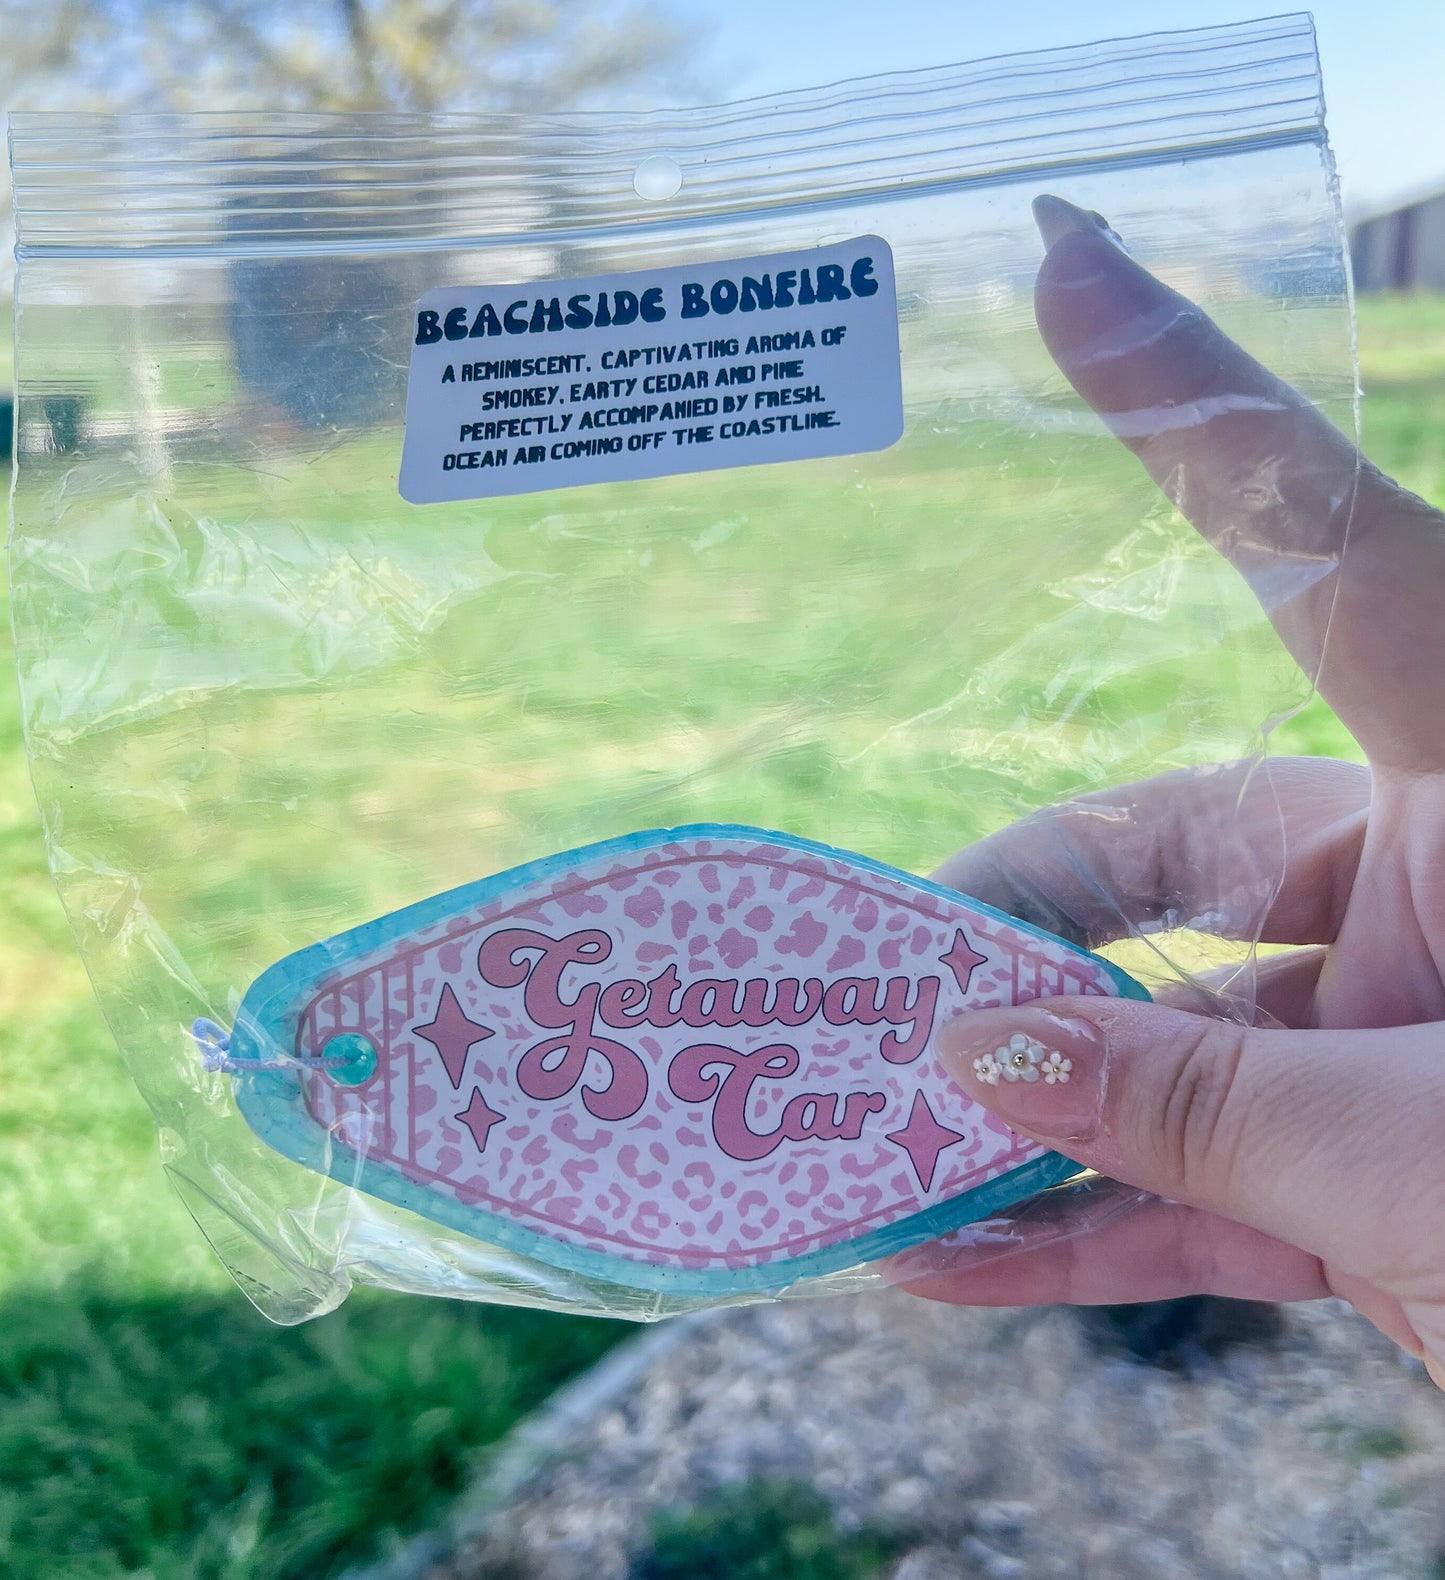 BEACHSIDE BONFIRE
A REMINISCENT, CAPTIVATING AROMA OF
SMOKEY, EARTY CEDAR AND PINE
PERFECTLY ACCOMPANIED BY FRESH,
OCEAN AIR COMING OFF THE COASTLINE.
Getaway
Car